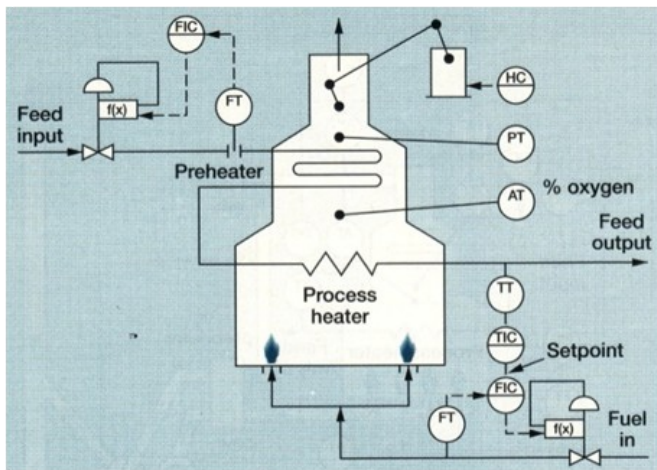 FIC
FT
f(x)
Feed
input
Preheater
HC
PT
AT
% oxygen
Feed
output
Process
heater
TT
TIC
Setpoint
FIC
FT
f(x)
Fuel
in